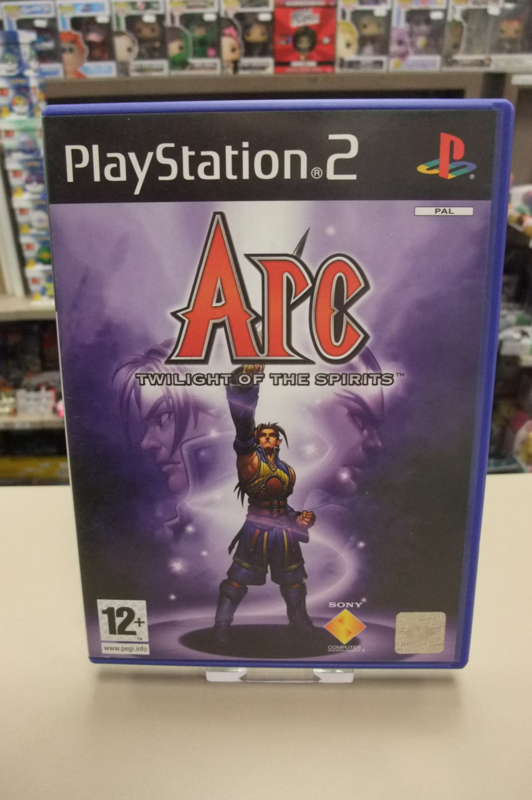 PlayStation®2
PAL
Arc
TWILIGHT OF THE SPIRITS™
12+
www.pegi.info
SONY
COMPUTER